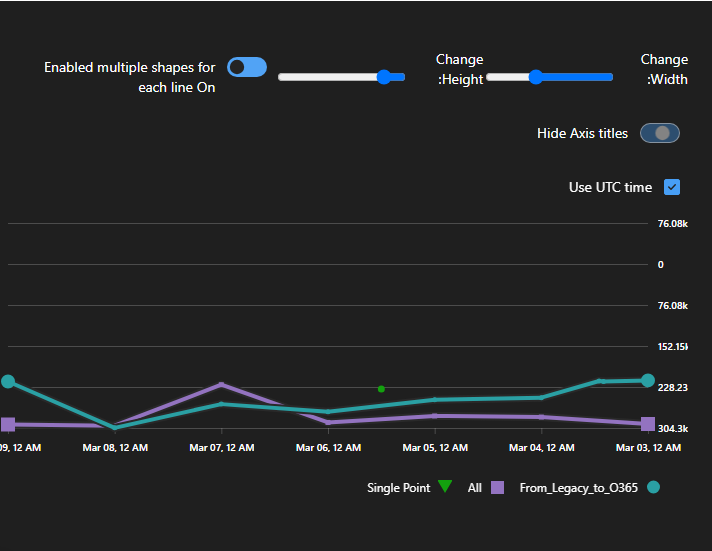 Enabled multiple shapes for
each line On
Change
:Height
Change
:Width
Hide Axis titles
Use UTC time
76.08k
0
76.08k
152.15k
228.23
304.3k
09, 12 AM
Mar 08, 12 AM
Mar 07, 12 AM
Mar 06, 12 AM
Mar 05, 12 AM
Mar 04, 12 AM
Mar 03, 12 AM
Single Point
All
From_Legacy_to_O365